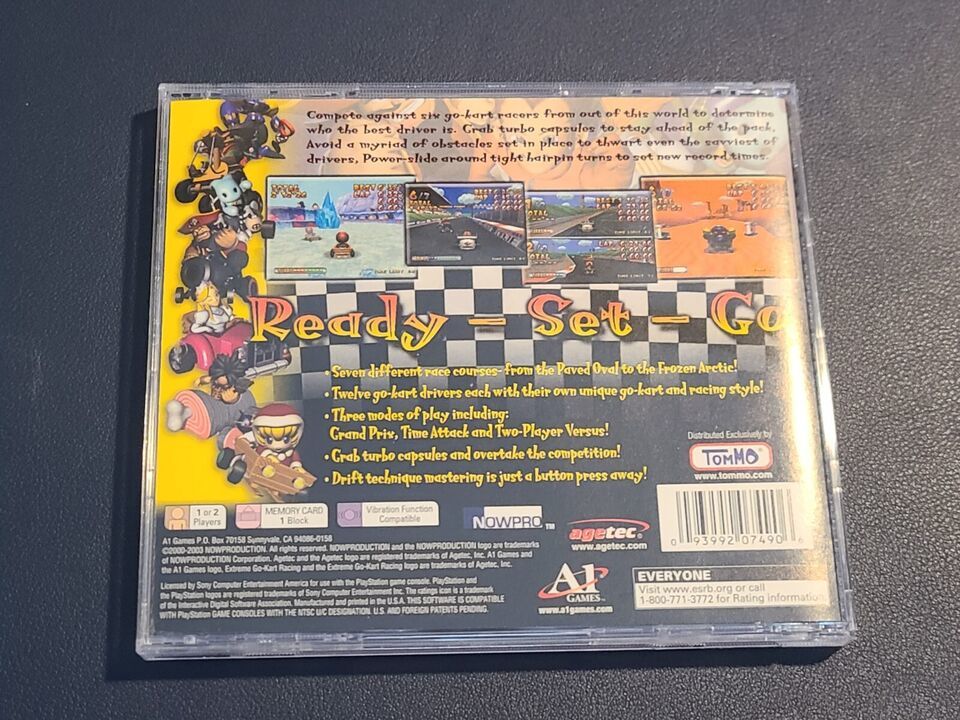 Compete against six go-kart racers from out of this world to determine
who the best driver is. Grab turbo capsules to stay ahead of the pack,
Avoid a myriad of obstacles set in place to thwart even the savviest of
drivers, Power-slide around tight hairpin turns to set new record times.
Ready - Set - Go
• Seven different race courses- from the Paved Oval to the Frozen Arctic!
• Twelve go-kart drivers each with their own unique go-kart and racing style!
• Three modes of play including:
Grand Prix, Time Attack and Two-Player Versus!
• Grab turbo capsules and overtake the competition!
• Drift technique mastering is just a button press away!
Distributed Exclusively by
TOMMO
www.tommo.com
1 or 2
Players
MEMORY CARD
1 Block
Vibration Function
Compatible
NOWPRO™
agetec
www.agetec.com
0 93992 07490 6
A1 Games P.O. Box 70158 Sunnyvale, CA 94086-0156
©2000-2003 NOWPRODUCTION. All rights reserved. NOWPRODUCTION and the NOWPRODUCTION logo are trademarks
of NOWPRODUCTION Corporation. Agetec and the Agetec logo are registered trademarks of Agetec, Inc. A1 Games and
the A1 Games logo, Extreme Go-Kart Racing and the Extreme Go-Kart Racing logo are trademarks of Agetec, Inc.
Licensed by Sony Computer Entertainment America for use with the PlayStation game console. PlayStation and
the PlayStation logos are registered trademarks of Sony Computer Entertainment Inc. The ratings icon is a trademark
of the Interactive Digital Software Association. Manufactured and printed in the U.S.A. THIS SOFTWARE IS COMPATIBLE
WITH PlayStation GAME CONSOLES WITH THE NTSC U/C DESIGNATION. U.S. AND FOREIGN PATENTS PENDING.
A1
GAMES™
www.a1games.com
EVERYONE
Visit www.esrb.org or call
1-800-771-3772 for Rating information.